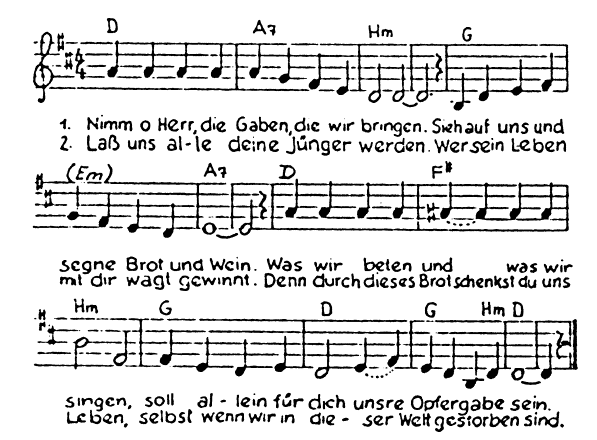 D A7 Hm G
1. Nimm o Herr, die Gaben, die wir bringen. Sieh auf uns und
2. Laß uns al-le deine Jünger werden. Wer sein Leben
(Em) A7 D F#
segne Brot und Wein. Was wir beten und was wir
mit dir wagt gewinnt. Denn durch dieses Brot schenkst du uns
Hm G D G Hm D
singen, soll al-lein für dich unsre Opfergabe sein.
Leben, selbst wenn wir in die-ser Welt gestorben sind.